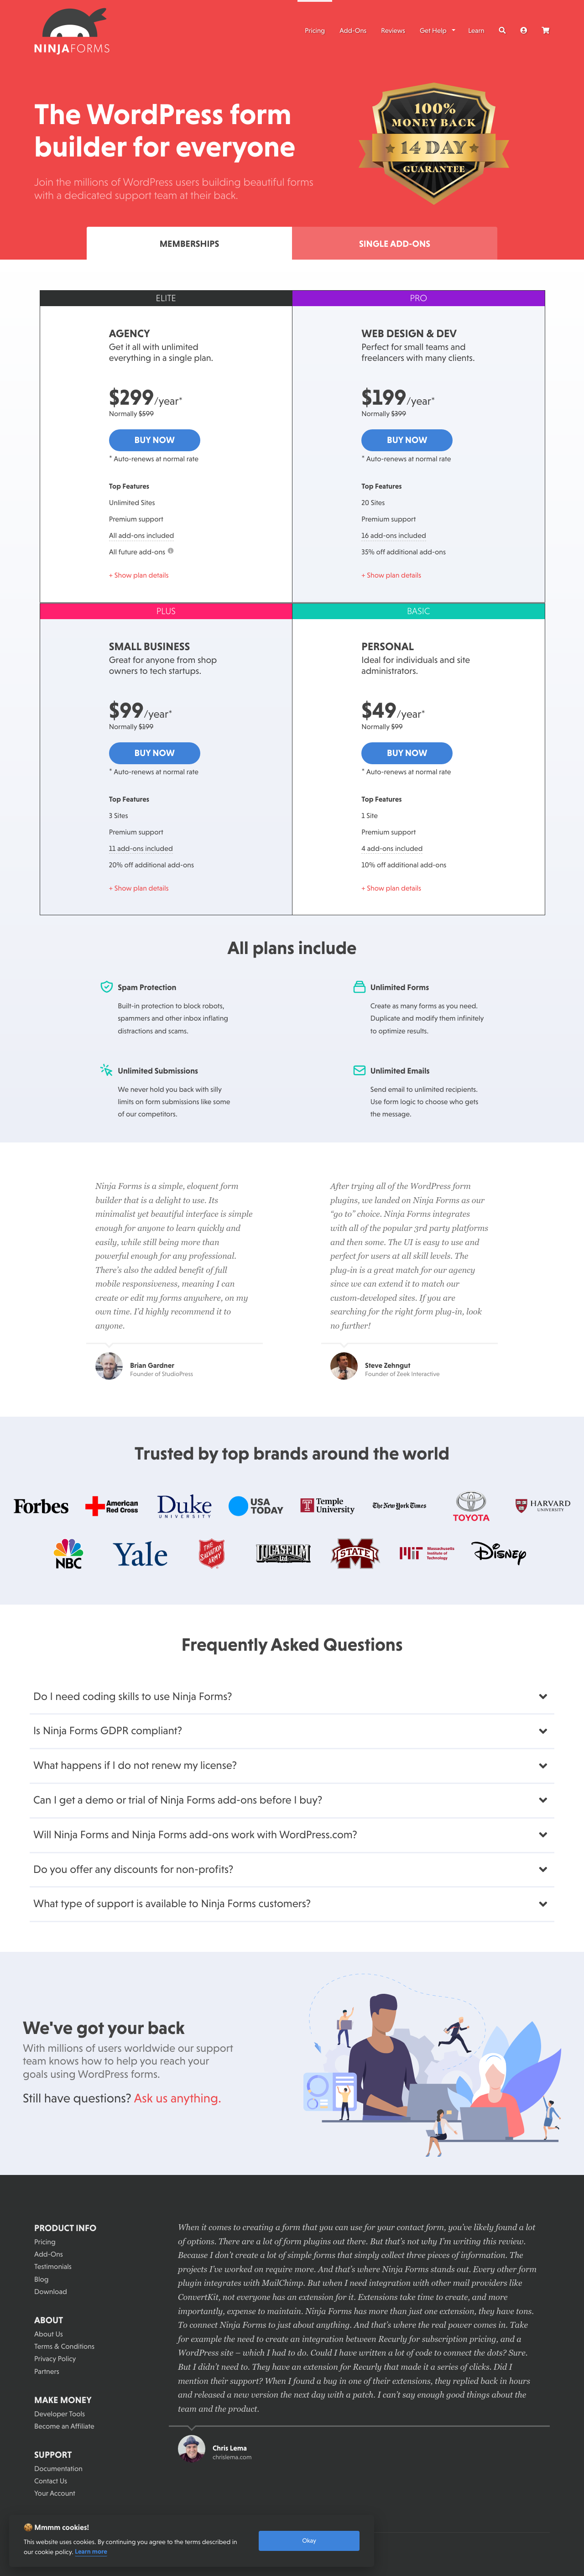 NINJAFORMS
Pricing Add-Ons Reviews Get Help Learn
The WordPress form
builder for everyone
Join the millions of WordPress users building beautiful forms
with a dedicated support team at their back.
100%
MONEY BACK
14 DAY
GUARANTEE
MEMBERSHIPS
SINGLE ADD-ONS
ELITE
AGENCY
Get it all with unlimited
everything in a single plan.
$299/year*
Normally $599
BUY NOW
* Auto-renews at normal rate
Top Features
Unlimited Sites
Premium support
All add-ons included
All future add-ons
+ Show plan details
PRO
WEB DESIGN & DEV
Perfect for small teams and
freelancers with many clients.
$199/year*
Normally $399
BUY NOW
* Auto-renews at normal rate
Top Features
20 Sites
Premium support
16 add-ons included
35% off additional add-ons
+ Show plan details
PLUS
SMALL BUSINESS
Great for anyone from shop
owners to tech startups.
$99/year*
Normally $199
BUY NOW
* Auto-renews at normal rate
Top Features
3 Sites
Premium support
11 add-ons included
20% off additional add-ons
+ Show plan details
BASIC
PERSONAL
Ideal for individuals and site
administrators.
$49/year*
Normally $99
BUY NOW
* Auto-renews at normal rate
Top Features
1 Site
Premium support
4 add-ons included
10% off additional add-ons
+ Show plan details
All plans include
Spam Protection
Built-in protection to block robots,
spammers and other inbox inflating
distractions and scams.
Unlimited Forms
Create as many forms as you need.
Duplicate and modify them infinitely
to optimize results.
Unlimited Submissions
We never hold you back with silly
limits on form submissions like some
of our competitors.
Unlimited Emails
Send email to unlimited recipients.
Use form logic to choose who gets
the message.
Ninja Forms is a simple, eloquent form
builder that is a delight to use. Its
minimalist yet beautiful interface is simple
enough for anyone to learn quickly and
easily, while still being more than
powerful enough for any professional.
There's also the added benefit of full
mobile responsiveness, meaning I can
create or edit my forms anywhere, on my
own time. I'd highly recommend it to
anyone.
Brian Gardner
Founder of StudioPress
After trying all of the WordPress form
plugins, we landed on Ninja Forms as our
“go to” choice. Ninja Forms integrates
with all of the popular 3rd party platforms
and then some. The UI is easy to use and
perfect for users at all skill levels. The
plug-in is a great match for our agency
since we can extend it to match our
custom-developed sites. If you are
searching for the right form plug-in, look
no further!
Steve Zehngut
Founder of Zeek Interactive
Trusted by top brands around the world
Forbes
American
Red Cross
Duke
UNIVERSITY
USA
TODAY
Temple
University
The New York Times
TOYOTA
HARVARD
UNIVERSITY
NBC
Yale
THE
SALVATION
ARMY
LUCASFILM
STATE
MIT
Massachusetts
Institute of
Technology
Disney
Frequently Asked Questions
Do I need coding skills to use Ninja Forms?
Is Ninja Forms GDPR compliant?
What happens if I do not renew my license?
Can I get a demo or trial of Ninja Forms add-ons before I buy?
Will Ninja Forms and Ninja Forms add-ons work with WordPress.com?
Do you offer any discounts for non-profits?
What type of support is available to Ninja Forms customers?
We've got your back
With millions of users worldwide our support
team knows how to help you reach your
goals using WordPress forms.
Still have questions? Ask us anything.
PRODUCT INFO
Pricing
Add-Ons
Testimonials
Blog
Download
ABOUT
About Us
Terms & Conditions
Privacy Policy
Partners
MAKE MONEY
Developer Tools
Become an Affiliate
SUPPORT
Documentation
Contact Us
Your Account
When it comes to creating a form that you can use for your contact form, you've likely found a lot
of options. There are a lot of form plugins out there. But that's not why I'm writing this review.
Because I don't create a lot of simple forms that simply collect three pieces of information. The
projects I've worked on require more. And that's where Ninja Forms stands out. Every other form
plugin integrates with MailChimp. But when I need integration with other mail providers like
ConvertKit, not everyone has an extension for it. Extensions take time to create, and more
importantly, expense to maintain. Ninja Forms has more than just one extension, they have tons.
To connect Ninja Forms to just about anything. And that's where the real power comes in. Take
for example the need to create an integration between Recurly for subscription pricing, and a
WordPress site – which I had to do. Could I have written a lot of code to connect the dots? Sure.
But I didn't need to. They have an extension for Recurly that made it a series of clicks. Did I
mention their support? When I found a bug in one of their extensions, they replied back in hours
and released a new version the next day with a patch. I can't say enough good things about the
team and the product.
Chris Lema
chrislema.com
Mmmm cookies!
This website uses cookies. By continuing you agree to the terms described in
our cookie policy. Learn more
Okay